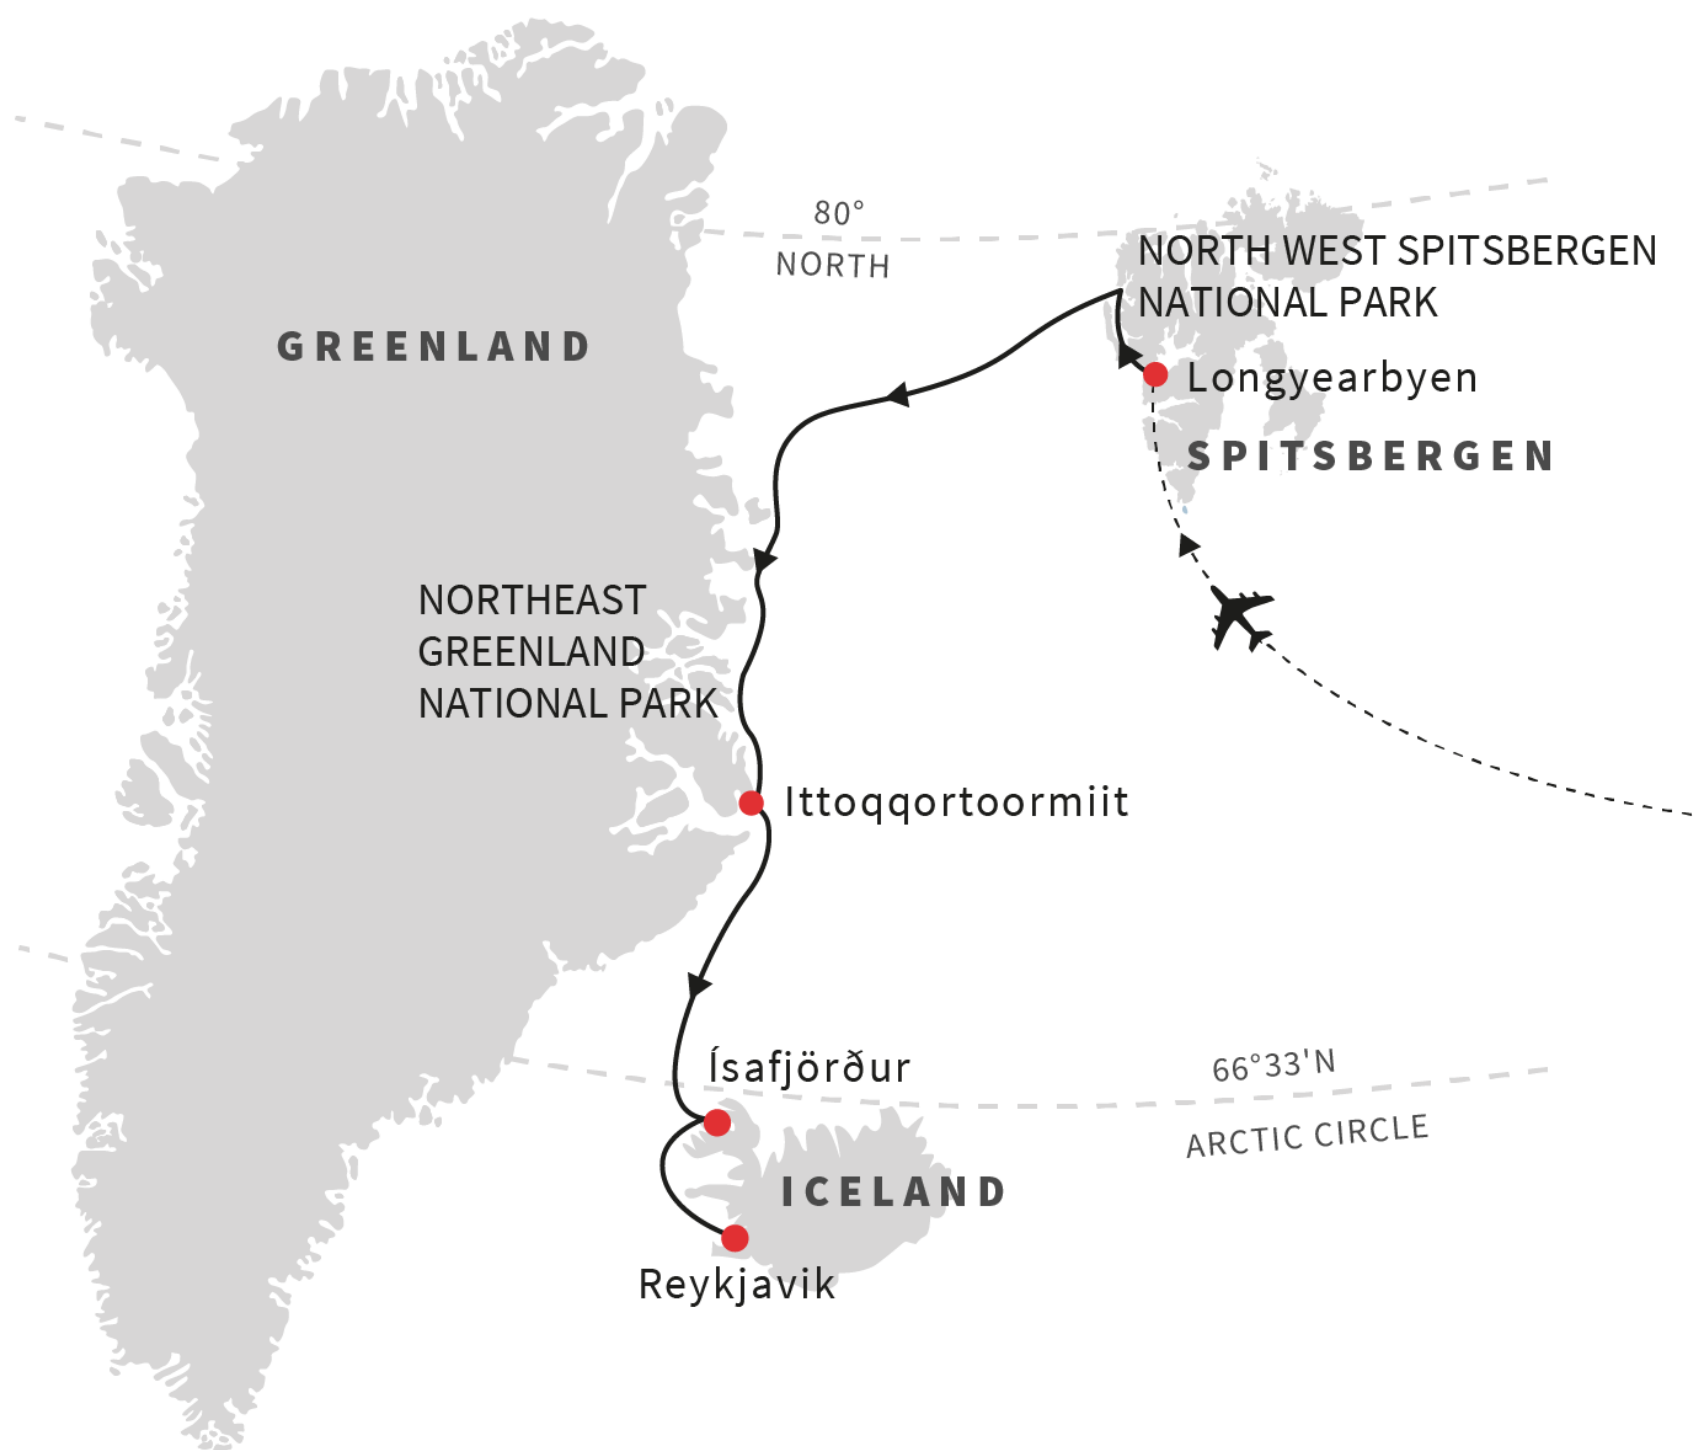 80°
NORTH
NORTH WEST SPITSBERGEN
NATIONAL PARK
GREENLAND
Longyearbyen
SPITSBERGEN
NORTHEAST
GREENLAND
NATIONAL PARK
Ittoqqortoormiit
Ísafjörður
66°33'N
ARCTIC CIRCLE
ICELAND
Reykjavik